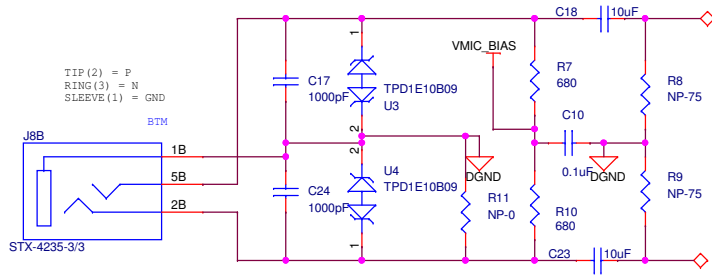 C18
10uF
1
VMIC_BIAS
TIP(2) = P
RING(3) = N
SLEEVE(1) = GND
C17
1000pF
TPD1E10B09
U3
R7
680
R8
NP-75
BTM
J8B
1B
5B
2B
STX-4235-3/3
2
2
C10
0.1uF
DGND
DGND
C24
1000pF
U4
TPD1E10B09
R11
NP-0
R10
680
R9
NP-75
1
C23
10uF